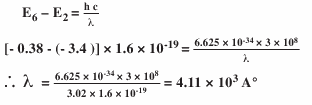 E₆ – E₂ = h c / λ
[- 0.38 - (- 3.4 )] × 1.6 × 10⁻¹⁹ = 6.625 × 10⁻³⁴ × 3 × 10⁸ / λ
∴ λ = 6.625 × 10⁻³⁴ × 3 × 10⁸ / 3.02 × 1.6 × 10⁻¹⁹ = 4.11 × 10³ A°